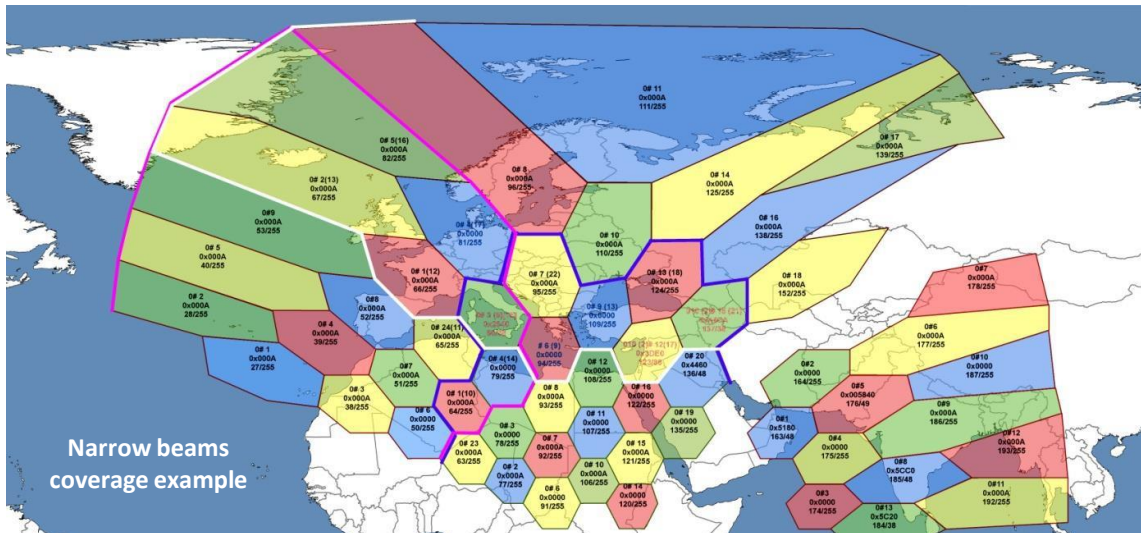 0# 11
0x000A
111/255
0# 17
0x000A
139/255
0# 5(16)
0x000A
82/255
0# 8
0x000A
96/255
0# 14
0x000A
125/255
0# 2(13)
0x000A
67/255
0#9
0x000A
53/255
0x0000
81/255
0# 10
0x000A
110/255
0# 16
0x000A
138/255
0# 5
0x000A
40/255
0# 1(12)
0x000A
66/255
0# 7 (22)
0x000A
95/255
0# 13 (18)
0x000A
124/255
0# 18
0x000A
152/255
0#7
0x000A
178/255
0# 2
0x000A
28/255
0#8
0x000A
52/255
0# 9 (13)
0x0000
109/255
0# 4
0x000A
39/255
0# 24(11)
0x000A
65/255
# 6 (9)
0x0000
94/255
0#6
0x000A
177/255
0# 1
0x000A
27/255
0#7
0x000A
51/255
0# 4(14)
0x0000
79/255
0# 12
0x0000
108/255
0# 20
0x4460
136/48
0#2
0x0000
164/255
0#10
0x0000
187/255
0# 3
0x000A
38/255
0# 1(10)
0x000A
64/255
0# 8
0x000A
93/255
0# 16
0x0000
122/255
0#5
0x005840
176/49
0#9
0x000A
186/255
0# 6
0x0000
50/255
0# 3
0x0000
78/255
0# 11
0x0000
107/255
0# 19
0x0000
135/255
0#1
0x5180
163/48
0#12
0x000A
193/255
0# 23
0x000A
63/255
0# 7
0x000A
92/255
0# 15
0x000A
121/255
0#4
0x0000
175/255
0#8
0x5CC0
185/48
Narrow beams
coverage example
0# 2
0x000A
77/255
0# 10
0x000A
106/255
0# 6
0x0000
91/255
0# 14
0x0000
120/255
0#3
0x0000
174/255
0#11
0x000A
192/255
0#13
0x5C20
184/38